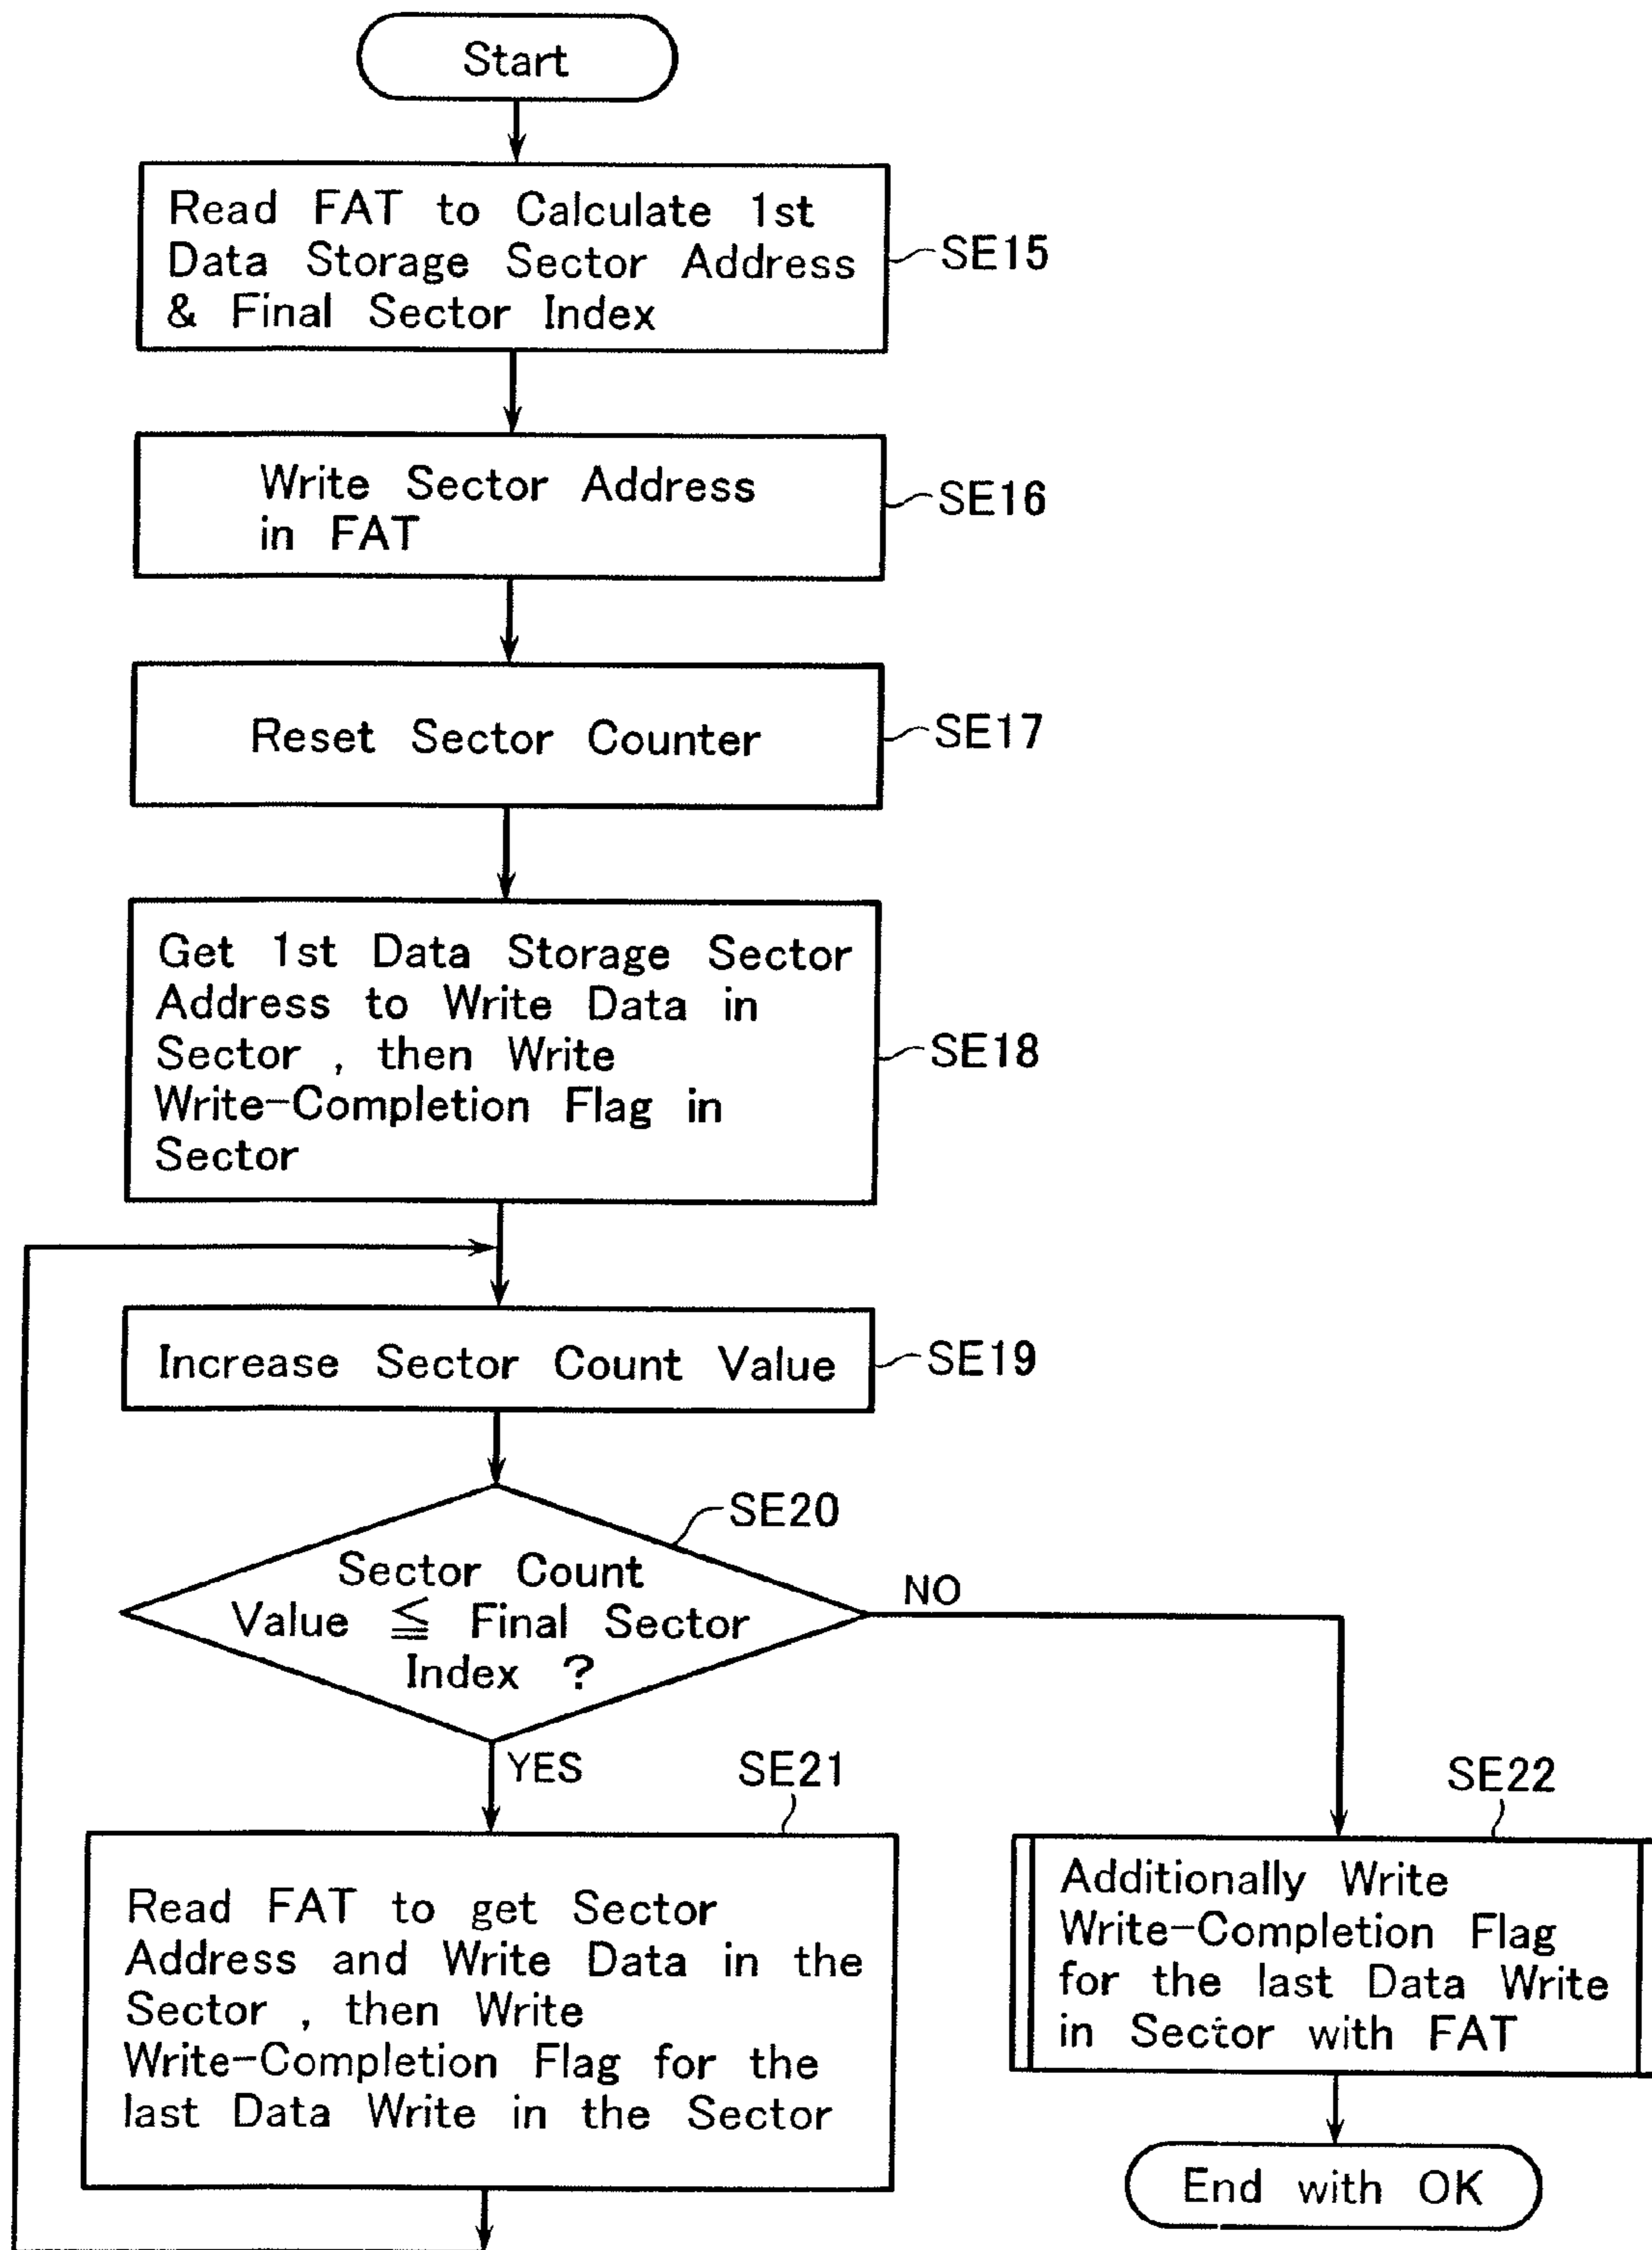 Start
Read FAT to Calculate 1st
Data Storage Sector Address
& Final Sector Index
SE15
Write Sector Address
in FAT
SE16
Reset Sector Counter
SE17
Get 1st Data Storage Sector
Address to Write Data in
Sector , then Write
Write-Completion Flag in
Sector
SE18
Increase Sector Count Value
SE19
SE20
Sector Count
Value ≦ Final Sector
Index ?
NO
YES
SE21
Read FAT to get Sector
Address and Write Data in the
Sector , then Write
Write-Completion Flag for the
last Data Write in the Sector
SE22
Additionally Write
Write-Completion Flag
for the last Data Write
in Sector with FAT
End with OK